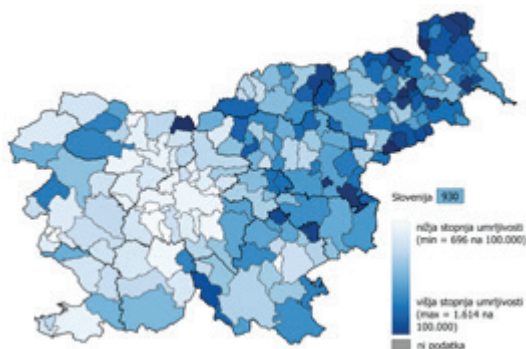 Slovenija 930
nižja stopnja umrljivosti
(min = 696 na 100.000)
višja stopnja umrljivosti
(max = 1.614 na
100.000)
ni podatka